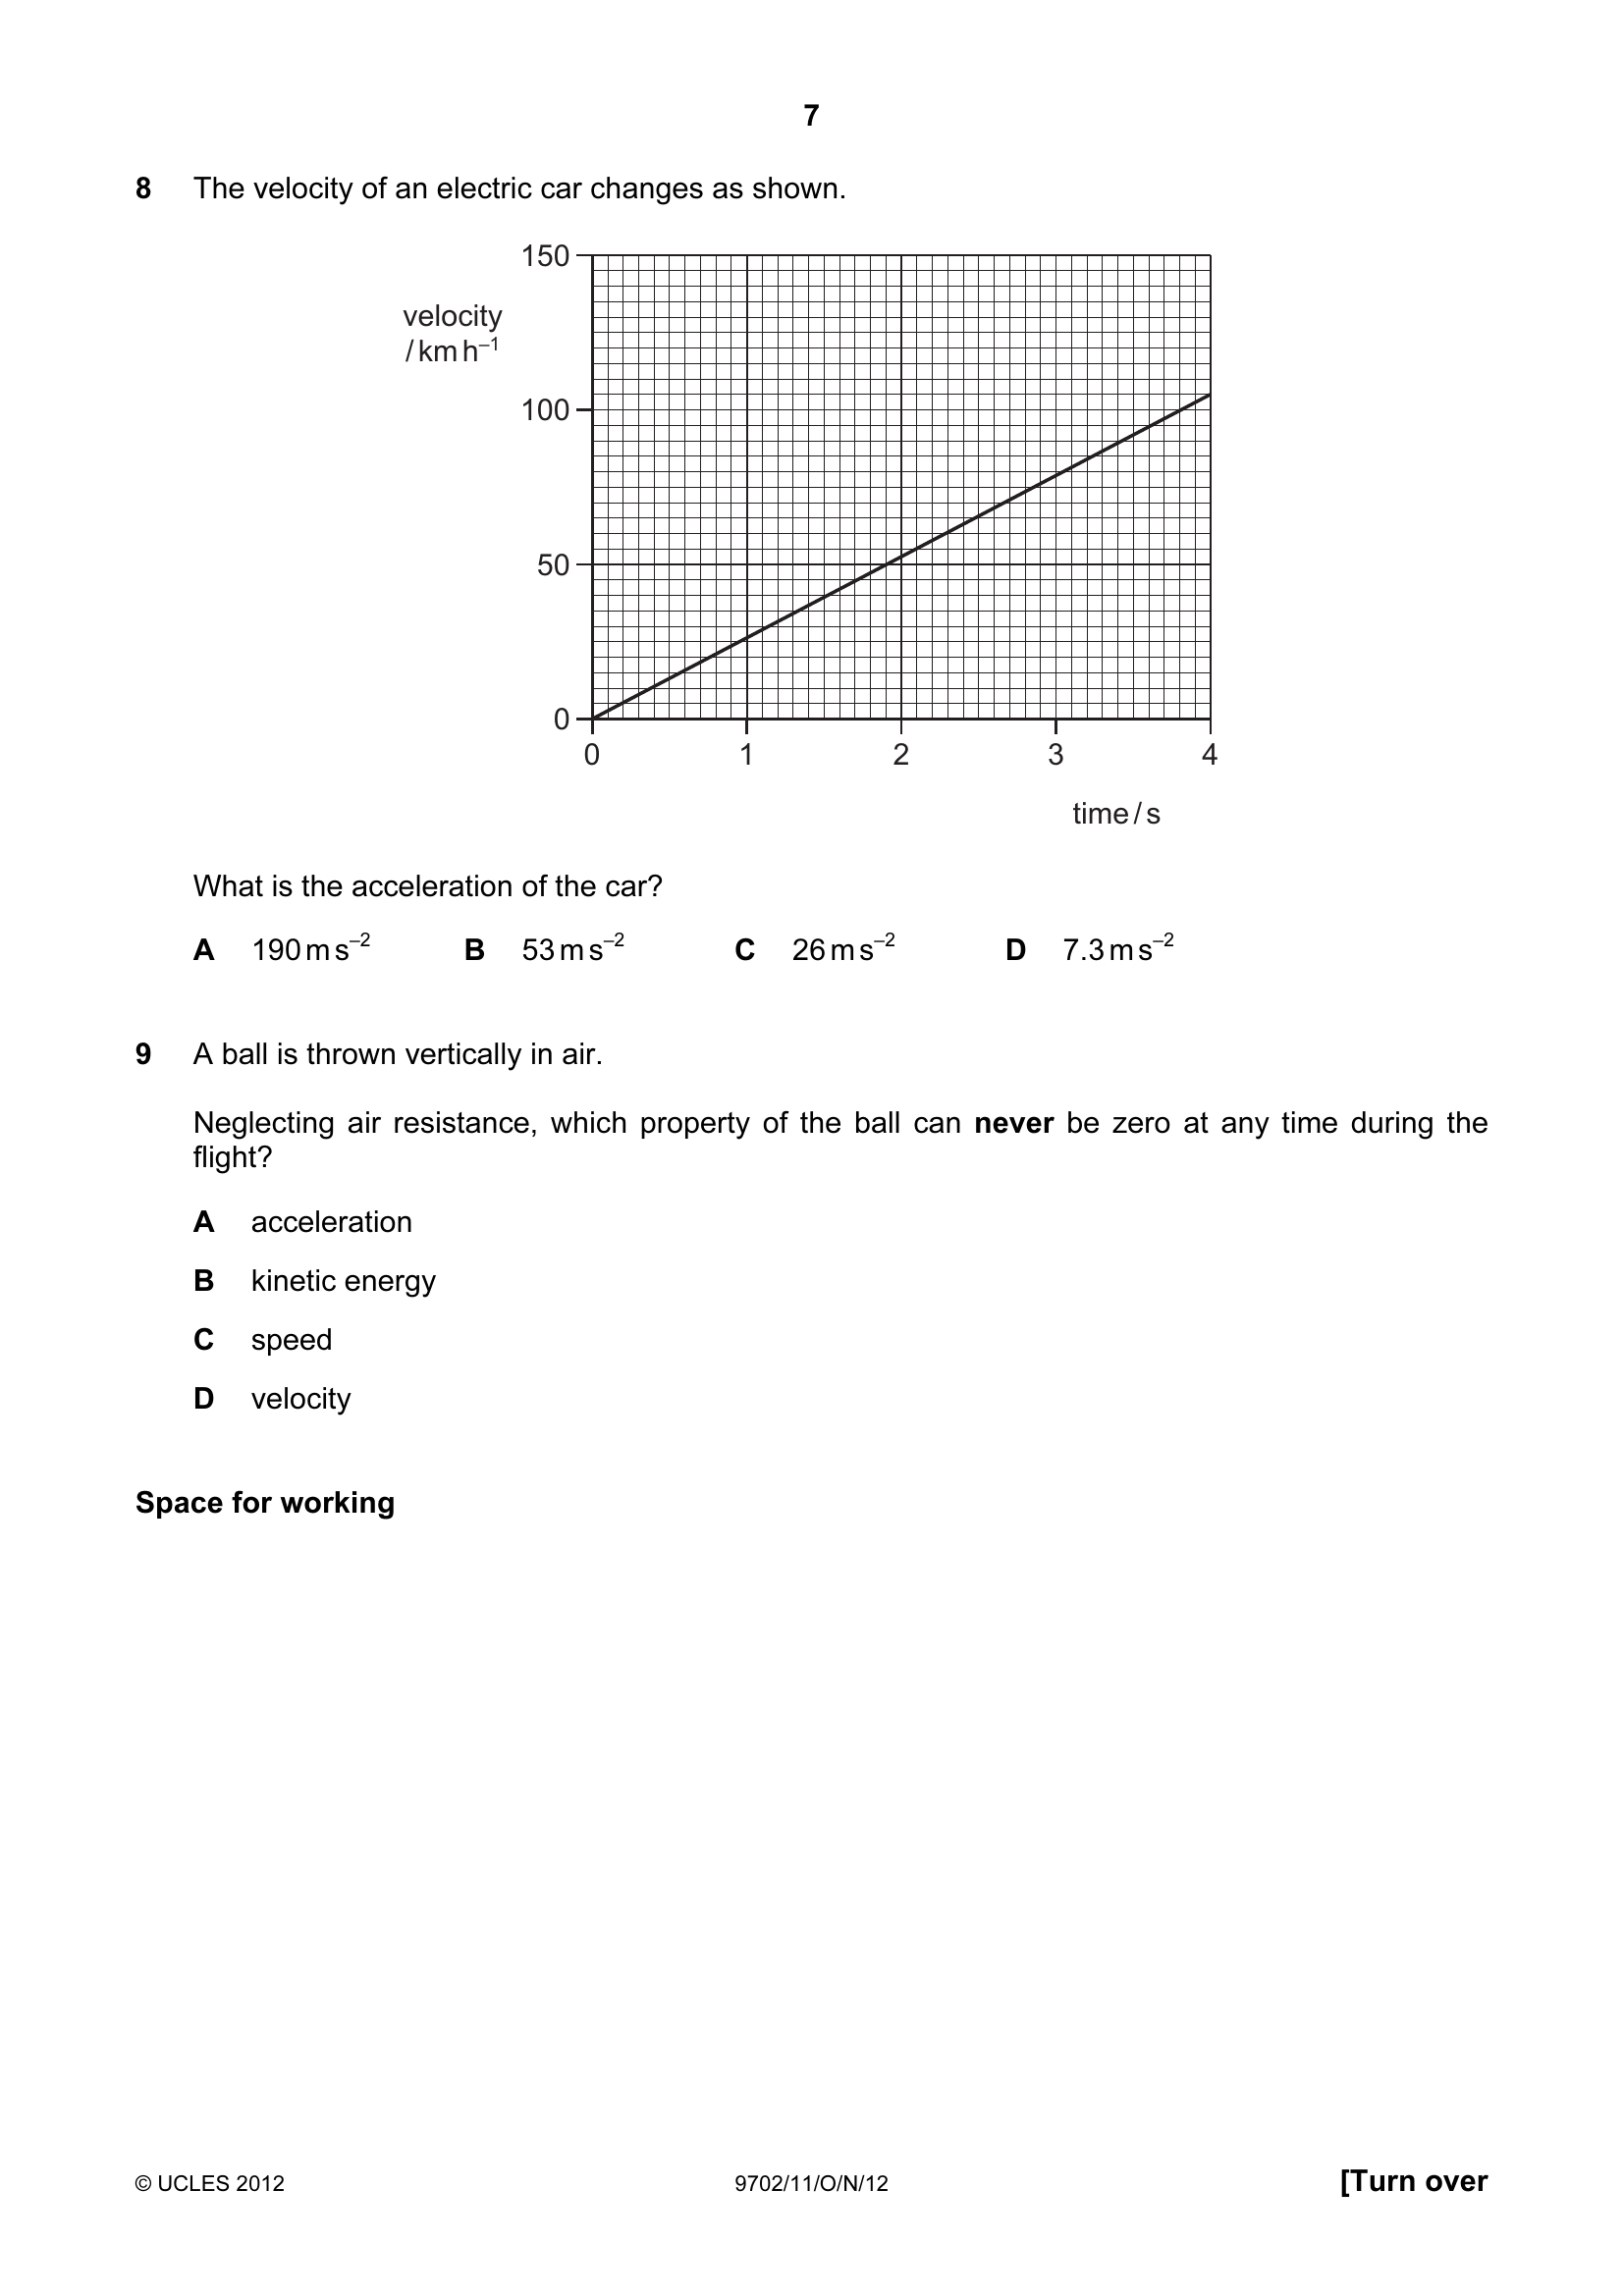 7
8 The velocity of an electric car changes as shown.
150
velocity
/ km h⁻¹
100
50
0
0 1 2 3 4
time / s
What is the acceleration of the car?
A 190 m s⁻² B 53 m s⁻² C 26 m s⁻² D 7.3 m s⁻²
9 A ball is thrown vertically in air.
Neglecting air resistance, which property of the ball can never be zero at any time during the
flight?
A acceleration
B kinetic energy
C speed
D velocity
Space for working
© UCLES 2012 9702/11/O/N/12 [Turn over